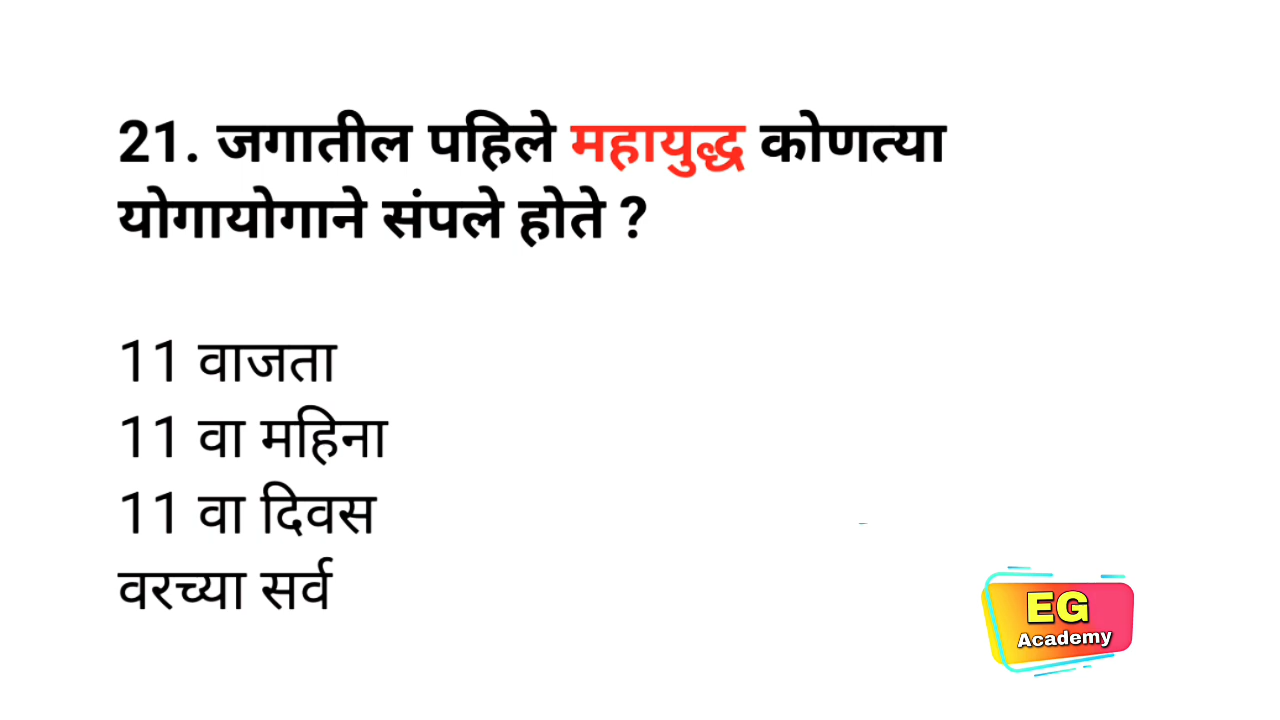 21. जगातील पहिले महायुद्ध कोणत्या
योगायोगाने संपले होते ?
11 वाजता
11 वा महिना
11 वा दिवस
वरच्या सर्व
EG
Academy